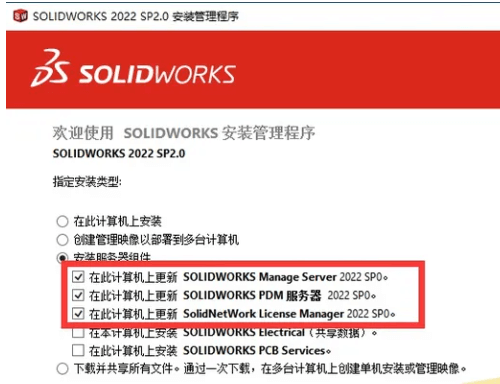 SOLIDWORKS 2022 SP2.0 安装管理程序
SOLIDWORKS
欢迎使用 SOLIDWORKS 安装管理程序
SOLIDWORKS 2022 SP2.0
指定安装类型:
在此计算机上安装
创建管理映像以部署到多台计算机
安装服务器组件
在此计算机上更新 SOLIDWORKS Manage Server 2022 SP0。
在此计算机上更新 SOLIDWORKS PDM 服务器 2022 SP0。
在此计算机上更新 SolidNetWork License Manager 2022 SP0。
在本计算机上安装 SOLIDWORKS Electrical（共享数据）。
在此计算机上安装 SOLIDWORKS PCB Services。
下载并共享所有文件。通过一次下载，在多台计算机上创建单机安装或管理映像。